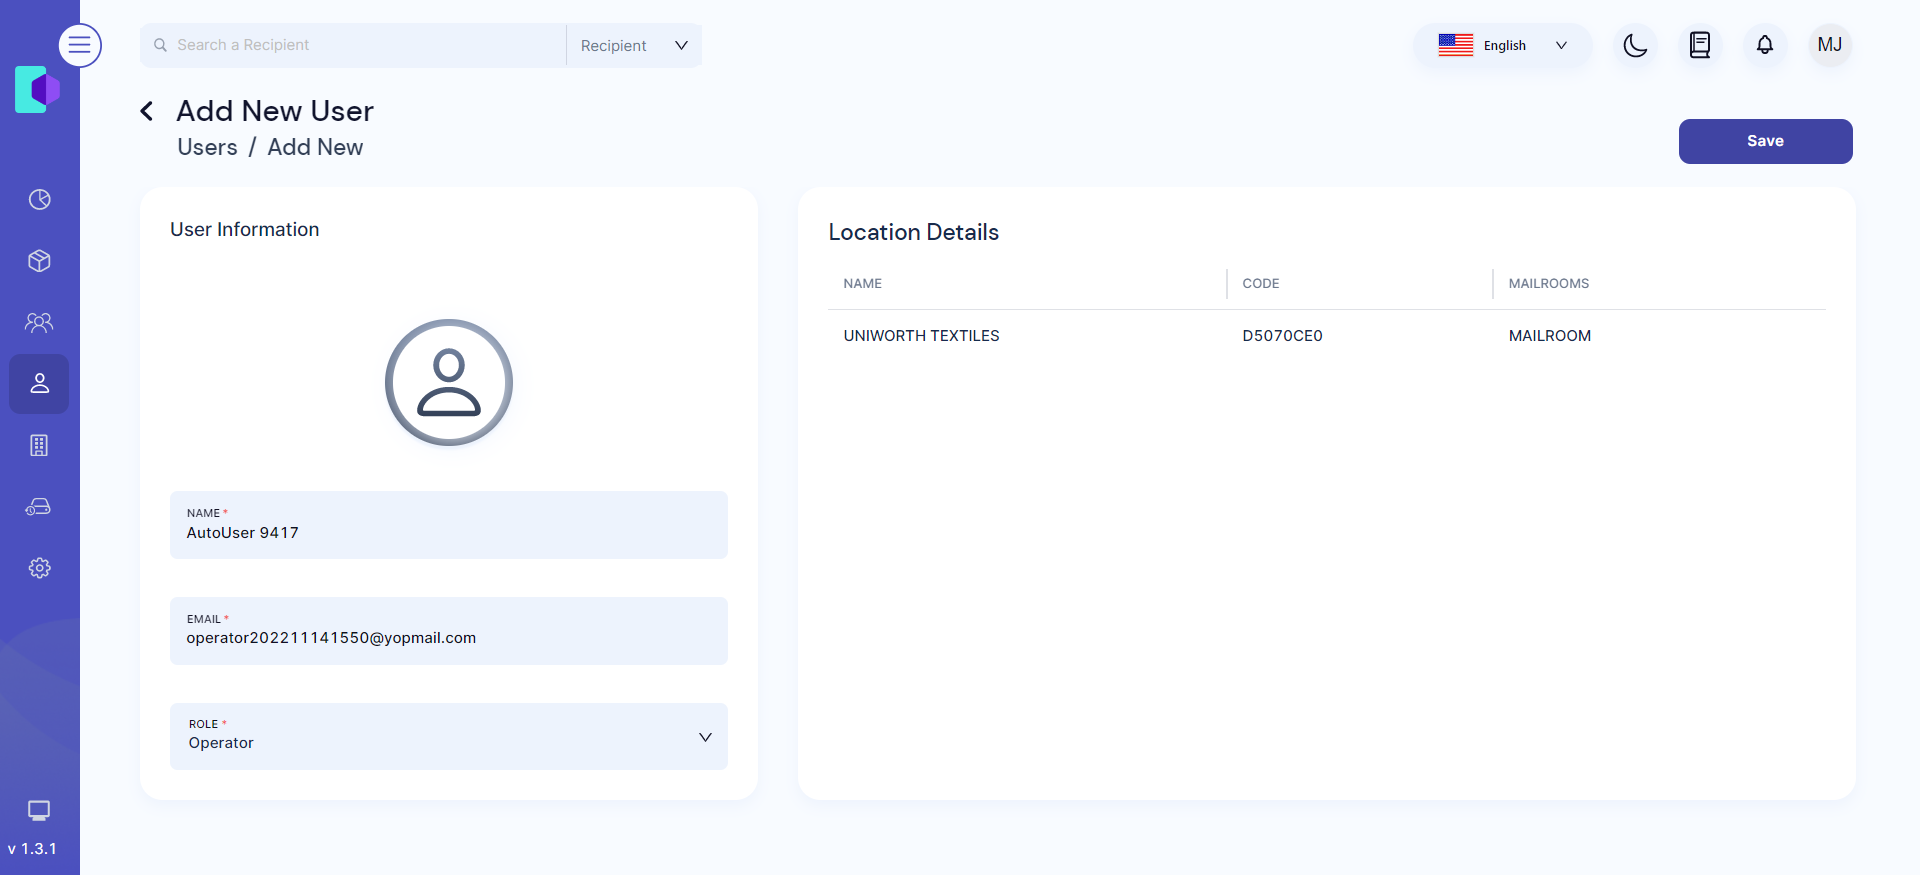 Search a Recipient
Recipient
English
MJ
Add New User
Users / Add New
Save
User Information
NAME *
AutoUser 9417
EMAIL *
operator202211141550@yopmail.com
ROLE *
Operator
Location Details
NAME CODE MAILROOMS
UNIWORTH TEXTILES D5070CE0 MAILROOM
v 1.3.1